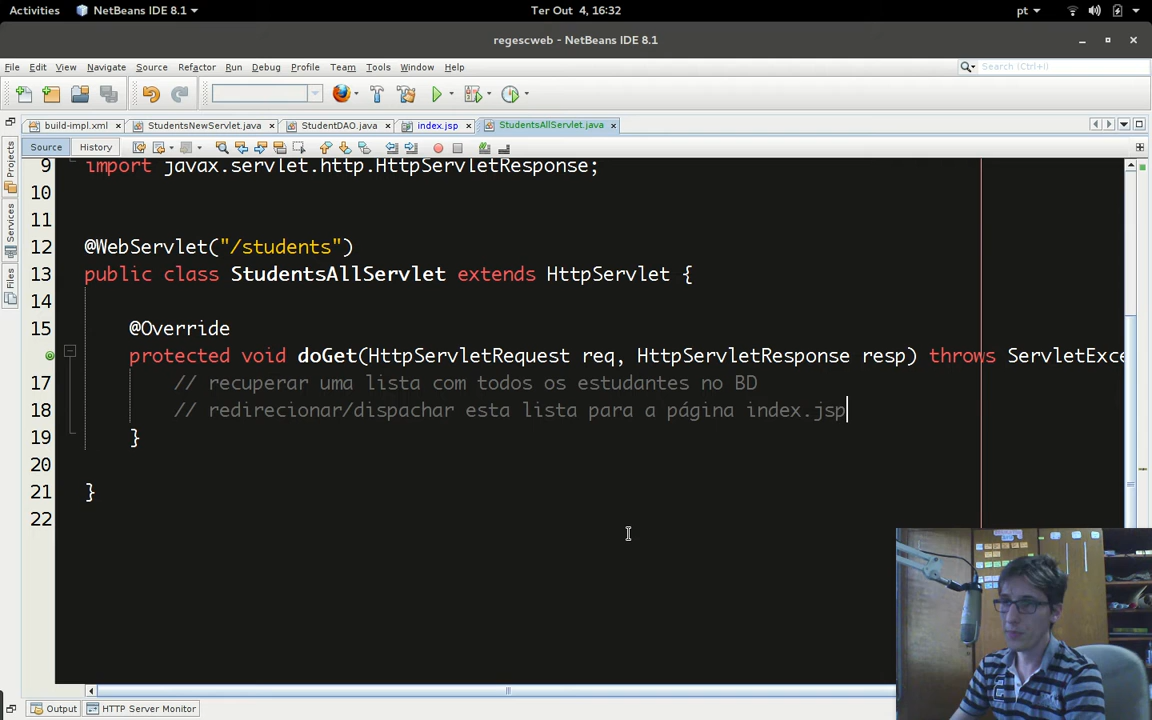 Activities NetBeans IDE 8.1 Ter Out 4, 16:32 pt
regescweb - NetBeans IDE 8.1
File Edit View Navigate Source Refactor Run Debug Profile Team Tools Window Help Search (Ctrl+I)
build-impl.xml StudentsNewServlet.java StudentDAO.java index.jsp StudentsAllServlet.java
Source History
Projects
Services
Files
9 import javax.servlet.http.HttpServletResponse;
10
11
12 @WebServlet("/students")
13 public class StudentsAllServlet extends HttpServlet {
14
15 @Override
protected void doGet(HttpServletRequest req, HttpServletResponse resp) throws ServletExce
17 // recuperar uma lista com todos os estudantes no BD
18 // redirecionar/dispachar esta lista para a página index.jsp
19 }
20
21 }
22
Output HTTP Server Monitor